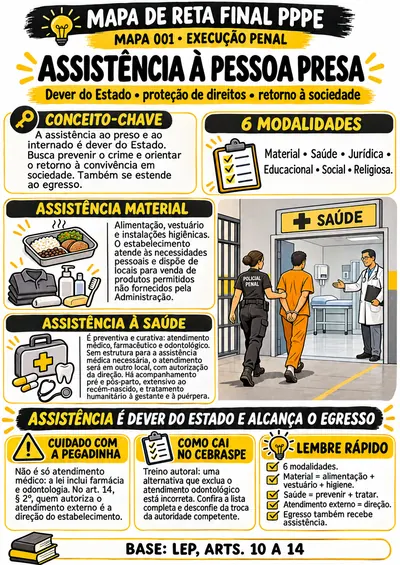 MAPA DE RETA FINAL PPPE
MAPA 001 • EXECUÇÃO PENAL
ASSISTÊNCIA À PESSOA PRESA
Dever do Estado • proteção de direitos • retorno à sociedade
CONCEITO-CHAVE
A assistência ao preso e ao
internado é dever do Estado.
Busca prevenir o crime e orientar
o retorno à convivência em
sociedade. Também se estende
ao egresso.
6 MODALIDADES
Material • Saúde • Jurídica •
Educacional • Social • Religiosa.
ASSISTÊNCIA MATERIAL
Alimentação, vestuário
e instalações higiênicas.
O estabelecimento
atende às necessidades
pessoais e dispõe de
locais para venda de
produtos permitidos
não fornecidos pela
Administração.
SAÚDE
POLICIAL
PENAL
ASSISTÊNCIA À SAÚDE
É preventiva e curativa: atendimento
médico, farmacêutico e odontológico.
Sem estrutura para a assistência
médica necessária, o atendimento
será em outro local, com autorização
da direção. Há acompanhamento
pré e pós-parto, extensivo ao
recém-nascido, e tratamento
humanitário à gestante e à puérpera.
ASSISTÊNCIA É DEVER DO ESTADO E ALCANÇA O EGRESSO
CUIDADO COM
A PEGADINHA
Não é só atendimento
médico: a lei inclui farmácia
e odontologia. No art. 14,
§ 2º, quem autoriza o
atendimento externo é a
direção do estabelecimento.
COMO CAI
NO CEBRASPE
Treino autoral: uma
alternativa que exclua o
atendimento odontológico
está incorreta. Confira a lista
completa e desconfie da troca
da autoridade competente.
LEMBRE RÁPIDO
6 modalidades.
Material = alimentação +
vestuário + higiene.
Saúde = prevenir + tratar.
Atendimento externo = direção.
Egresso também recebe
assistência.
BASE: LEP, ARTS. 10 A 14